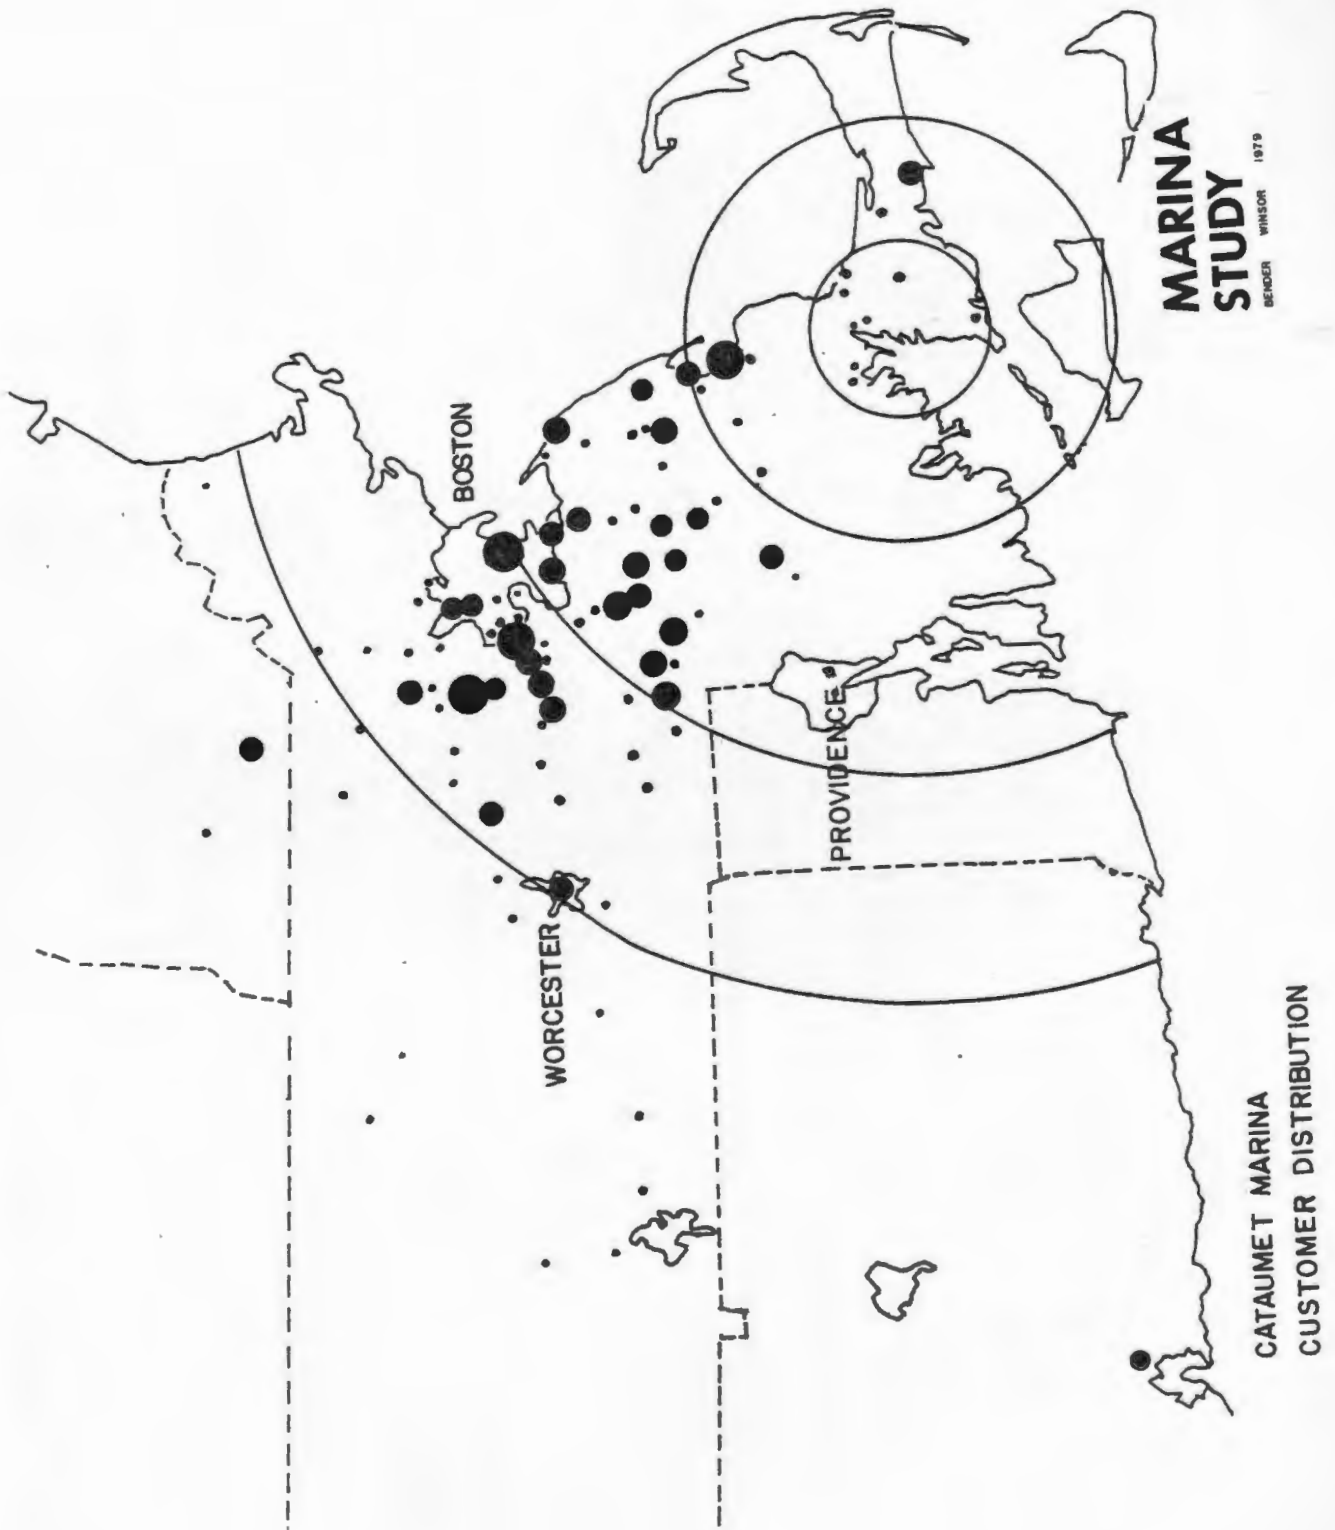 BOSTON
WORCESTER
PROVIDENCE
CATAUMET MARINA
CUSTOMER DISTRIBUTION
MARINA
STUDY
BENDER WINSOR 1979